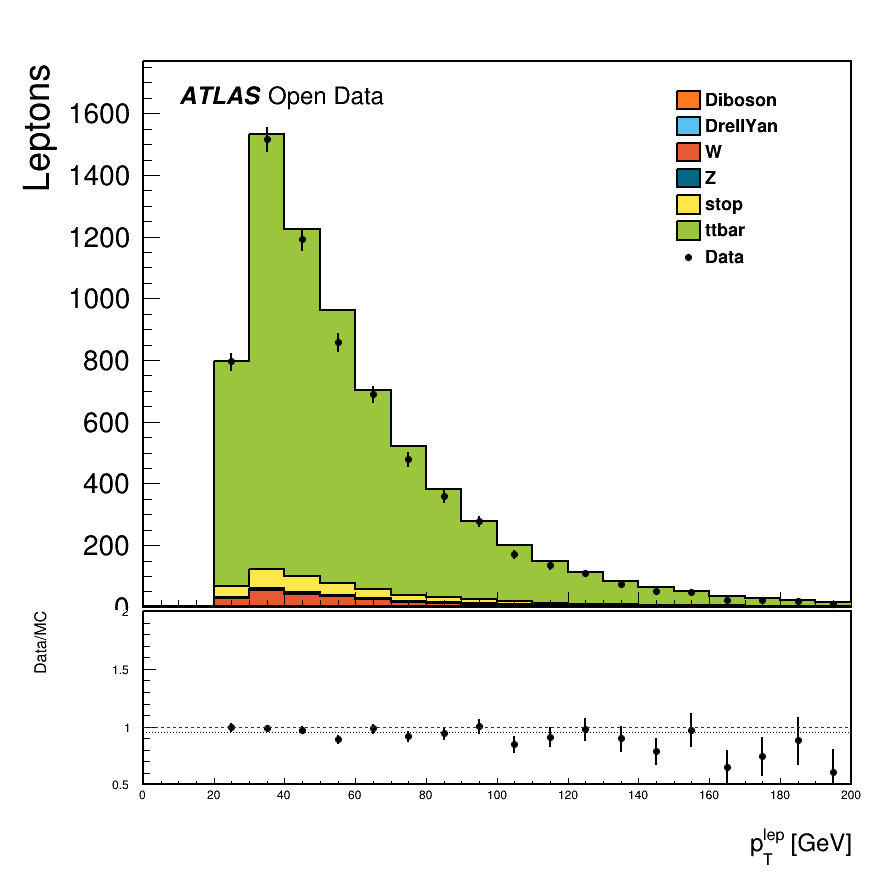 Leptons
ATLAS Open Data
Diboson
DrellYan
W
Z
stop
ttbar
Data
1600
1400
1200
1000
800
600
400
200
0
Data/MC
2
1.5
1
0.5
0 20 40 60 80 100 120 140 160 180 200
p_T^lep [GeV]